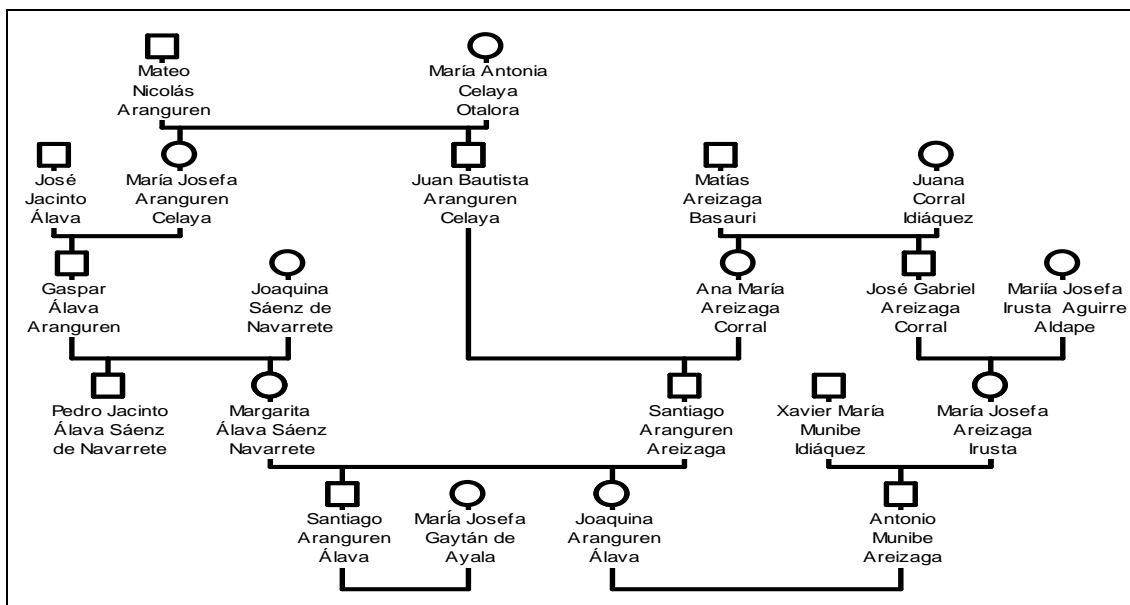 Mateo
Nicolás
Aranguren
María Antonia
Celaya
Otalora
José
Jacinto
Álava
María Josefa
Aranguren
Celaya
Juan Bautista
Aranguren
Celaya
Matías
Areizaga
Basauri
Juana
Corral
Idiáquez
Gaspar
Álava
Aranguren
Joaquina
Sáenz de
Navarrete
Ana María
Areizaga
Corral
José Gabriel
Areizaga
Corral
Mariía Josefa
Irusta Aguirre
Aldape
Pedro Jacinto
Álava Sáenz
de Navarrete
Margarita
Álava Sáenz
Navarrete
Santiago
Aranguren
Areizaga
Xavier María
Munibe
Idiáquez
María Josefa
Areizaga
Irusta
Santiago
Aranguren
Álava
MarÍa Josefa
Gaytán de
Ayala
Joaquina
Aranguren
Álava
Antonio
Munibe
Areizaga